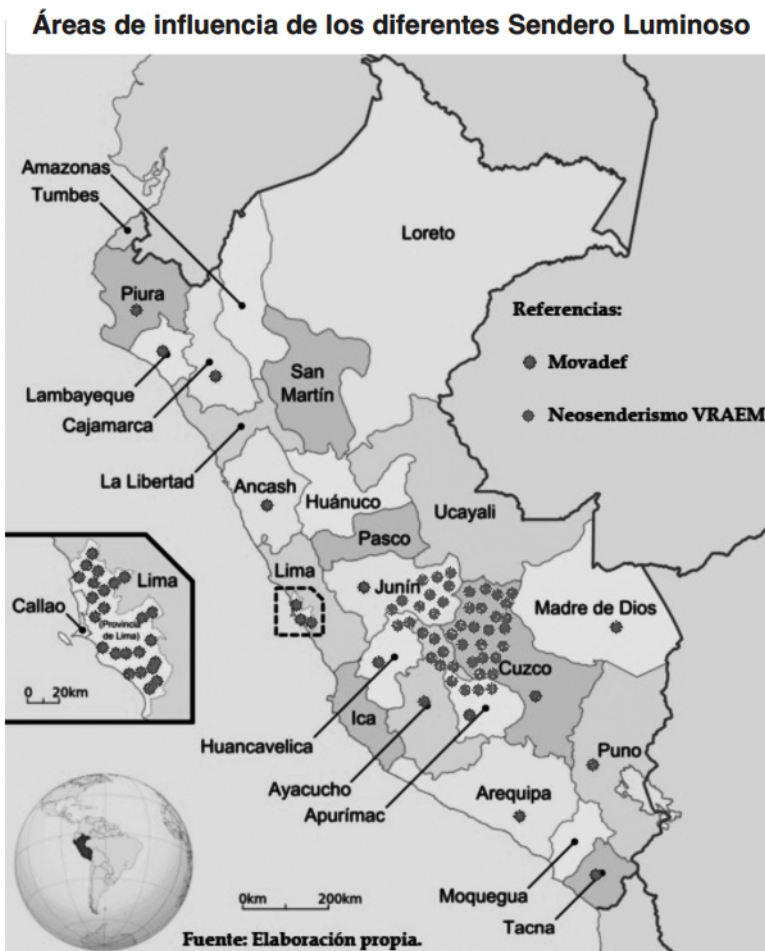 Áreas de influencia de los diferentes Sendero Luminoso
Amazonas
Tumbes
Loreto
Piura
Referencias:
Movadef
San
Martín
Lambayeque
Cajamarca
Neosenderismo VRAEM
La Libertad
Ancash
Huánuco
Ucayali
Pasco
Lima
Lima
Junín
Callao
(Provincia
de Lima)
Madre de Dios
0
20km
Cuzco
Ica
Huancavelica
Puno
Ayacucho
Apurímac
Arequipa
0km
200km
Moquegua
Tacna
Fuente: Elaboración propia.